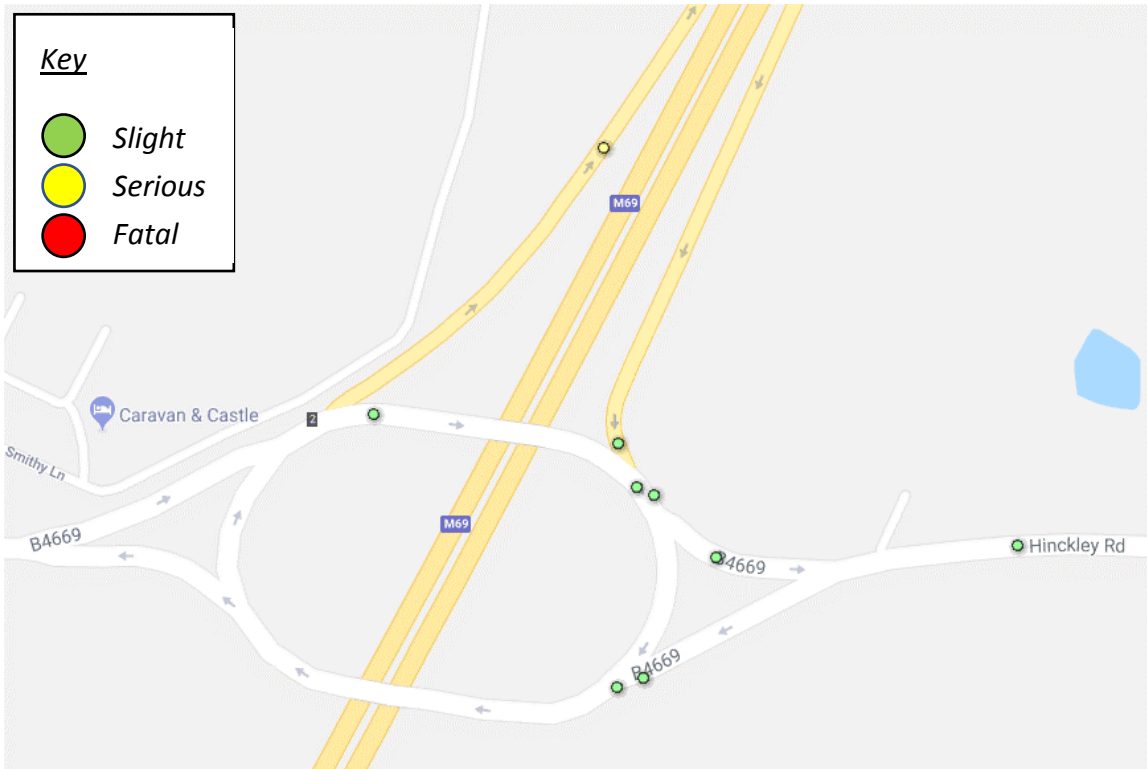 Key
Slight
Serious
Fatal
M69
2
Caravan & Castle
Smithy Ln
B4669
M69
Hinckley Rd
B4669
B4669